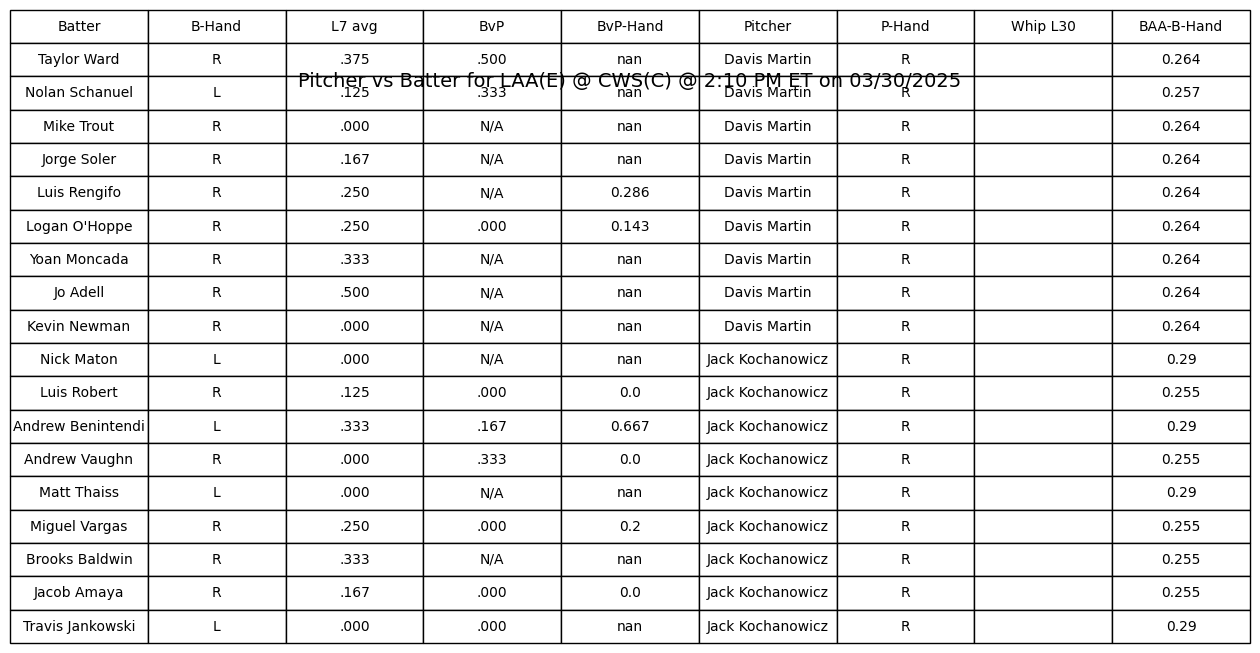 Batter B-Hand L7 avg BvP BvP-Hand Pitcher P-Hand Whip L30 BAA-B-Hand
Taylor Ward R .375 .500 nan Davis Martin R 0.264
Pitcher vs Batter for LAA(E) @ CWS(C) @ 2:10 PM ET on 03/30/2025
Nolan Schanuel L .125 .333 nan Davis Martin R 0.257
Mike Trout R .000 N/A nan Davis Martin R 0.264
Jorge Soler R .167 N/A nan Davis Martin R 0.264
Luis Rengifo R .250 N/A 0.286 Davis Martin R 0.264
Logan O'Hoppe R .250 .000 0.143 Davis Martin R 0.264
Yoan Moncada R .333 N/A nan Davis Martin R 0.264
Jo Adell R .500 N/A nan Davis Martin R 0.264
Kevin Newman R .000 N/A nan Davis Martin R 0.264
Nick Maton L .000 N/A nan Jack Kochanowicz R 0.29
Luis Robert R .125 .000 0.0 Jack Kochanowicz R 0.255
Andrew Benintendi L .333 .167 0.667 Jack Kochanowicz R 0.29
Andrew Vaughn R .000 .333 0.0 Jack Kochanowicz R 0.255
Matt Thaiss L .000 N/A nan Jack Kochanowicz R 0.29
Miguel Vargas R .250 .000 0.2 Jack Kochanowicz R 0.255
Brooks Baldwin R .333 N/A nan Jack Kochanowicz R 0.255
Jacob Amaya R .167 .000 0.0 Jack Kochanowicz R 0.255
Travis Jankowski L .000 .000 nan Jack Kochanowicz R 0.29